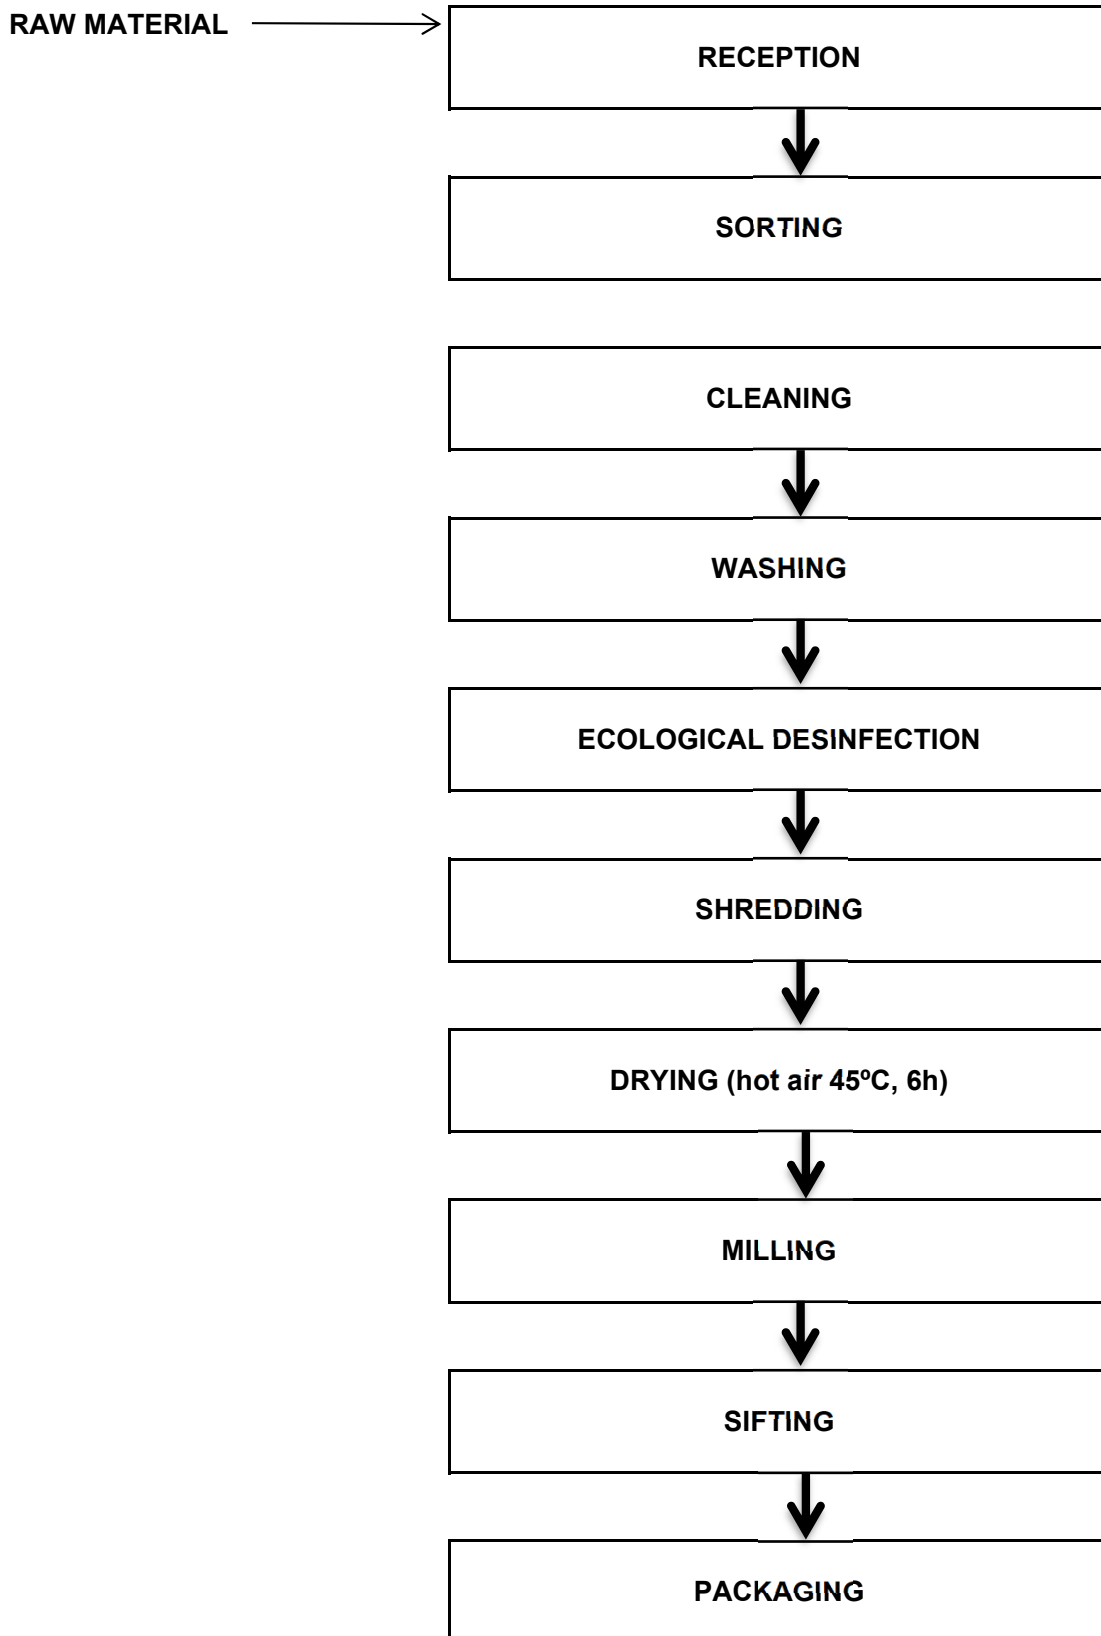 RAW MATERIAL
RECEPTION
SORTING
CLEANING
WASHING
ECOLOGICAL DESINFECTION
SHREDDING
DRYING (hot air 45ºC, 6h)
MILLING
SIFTING
PACKAGING